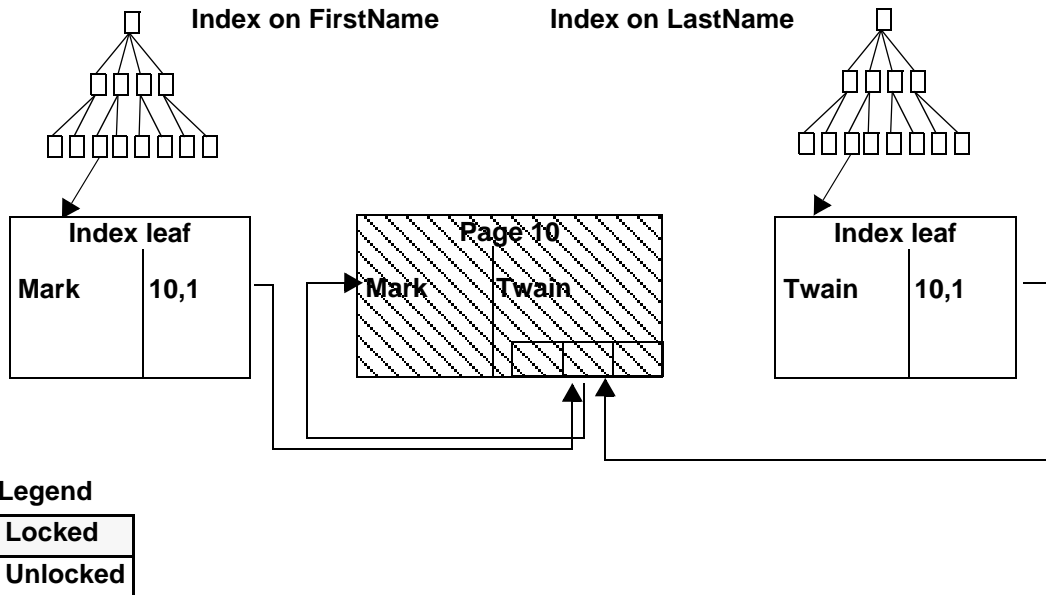 Index on FirstName
Index on LastName
Index leaf
Mark 10,1
Page 10
Mark Twain
Index leaf
Twain 10,1
Legend
Locked
Unlocked